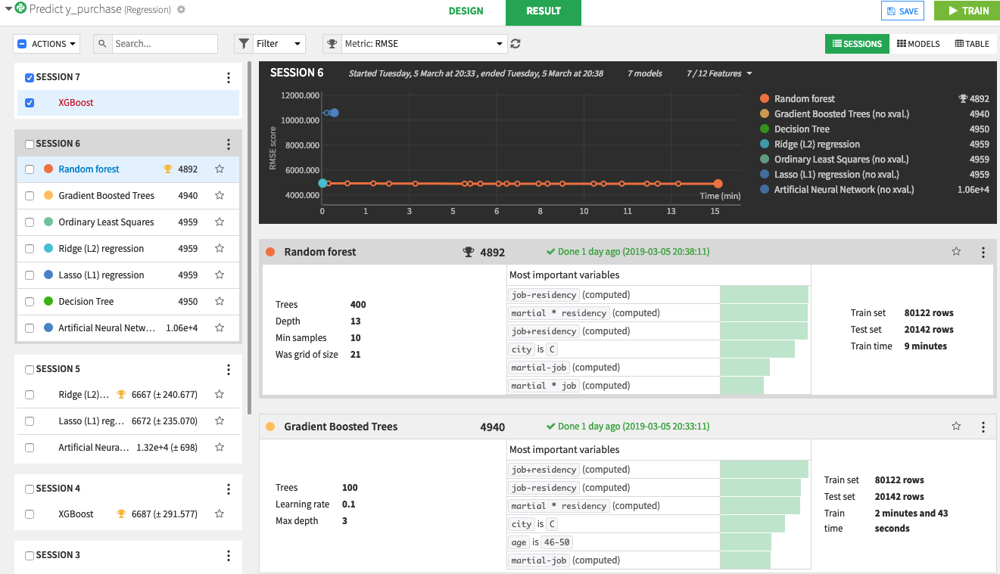 Predict y_purchase (Regression)
DESIGN
RESULT
SAVE
TRAIN
ACTIONS
Search...
Filter
Metric: RMSE
SESSIONS
MODELS
TABLE
SESSION 7
XGBoost
SESSION 6
Random forest 4892
Gradient Boosted Trees 4940
Ordinary Least Squares 4959
Ridge (L2) regression 4959
Lasso (L1) regression 4959
Decision Tree 4950
Artificial Neural Netw... 1.06e+4
SESSION 5
Ridge (L2)... 6667 (± 240.677)
Lasso (L1) reg... 6672 (± 235.070)
Artificial Neura... 1.32e+4 (± 698)
SESSION 4
XGBoost 6687 (± 291.577)
SESSION 3
SESSION 6 Started Tuesday, 5 March at 20:33 , ended Tuesday, 5 March at 20:38 7 models 7 / 12 Features
RMSE score
12000.000
10000.000
8000.000
6000.000
4000.000
Time (min)
0 1 3 5 6 8 10 11 13 15
Random forest 4892
Gradient Boosted Trees (no xval.) 4940
Decision Tree 4950
Ridge (L2) regression 4959
Ordinary Least Squares (no xval.) 4959
Lasso (L1) regression (no xval.) 4959
Artificial Neural Network (no xval.) 1.06e+4
Random forest 4892 Done 1 day ago (2019-03-05 20:38:11)
Trees 400
Depth 13
Min samples 10
Was grid of size 21
Most important variables
job-residency (computed)
martial * residency (computed)
job+residency (computed)
city is C
martial-job (computed)
martial * job (computed)
Train set 80122 rows
Test set 20142 rows
Train time 9 minutes
Gradient Boosted Trees 4940 Done 1 day ago (2019-03-05 20:33:11)
Trees 100
Learning rate 0.1
Max depth 3
Most important variables
job+residency (computed)
job-residency (computed)
martial * residency (computed)
city is C
age is 46-50
martial-job (computed)
Train set 80122 rows
Test set 20142 rows
Train 2 minutes and 43
time seconds